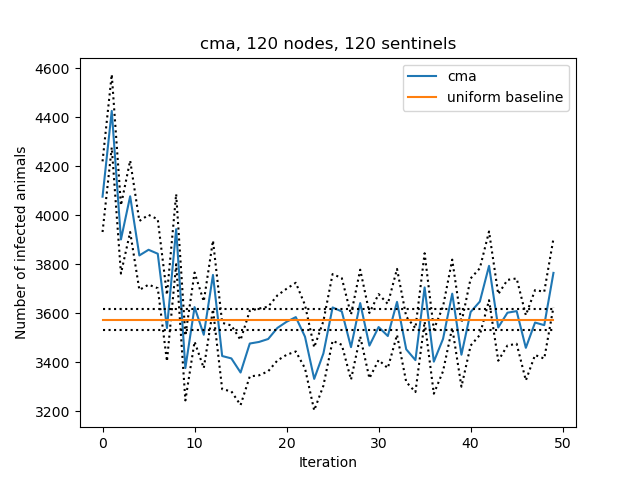 cma, 120 nodes, 120 sentinels
cma
uniform baseline
Number of infected animals
4600
4400
4200
4000
3800
3600
3400
3200
0 10 20 30 40 50
Iteration